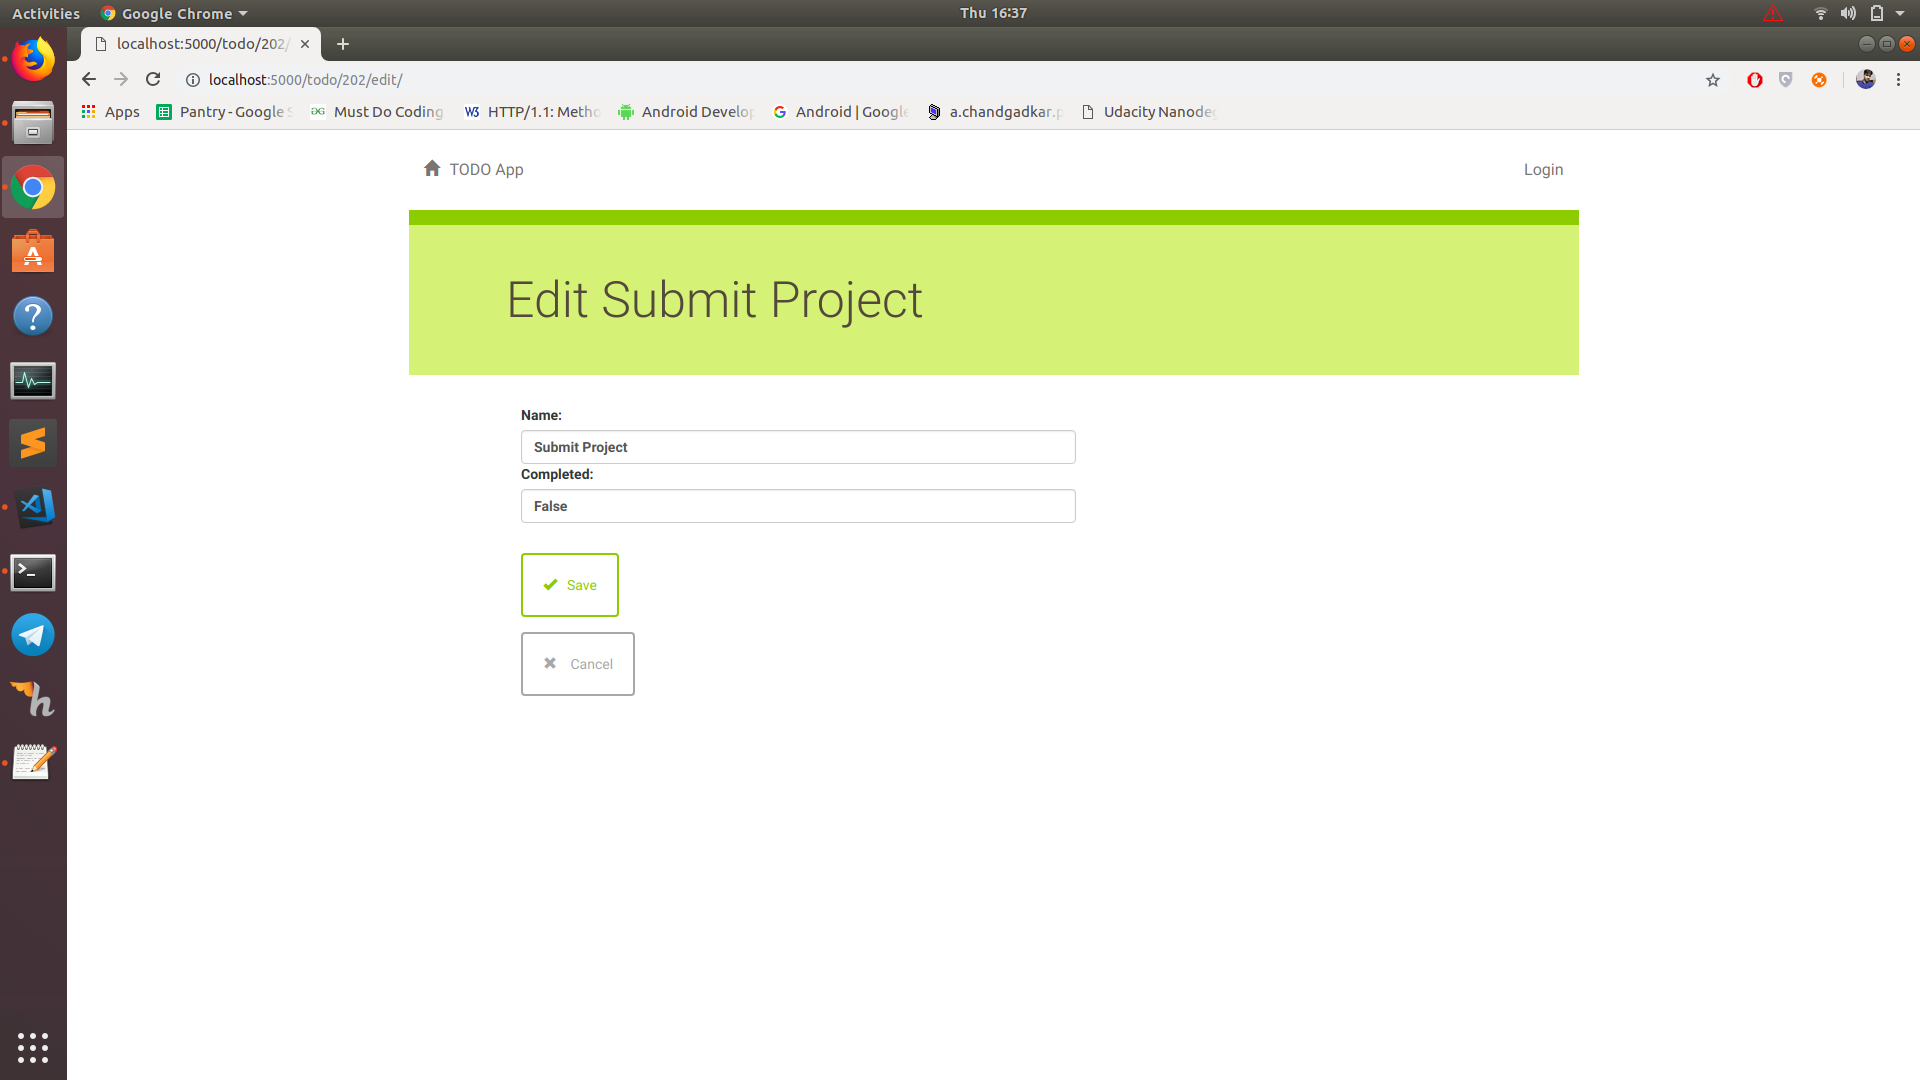 Activities
Google Chrome
Thu 16:37
localhost:5000/todo/202/
localhost:5000/todo/202/edit/
Apps
Pantry - Google
Must Do Coding
HTTP/1.1: Metho
Android Develop
Android | Google
a.chandgadkar.p
Udacity Nanode
TODO App
Login
Edit Submit Project
Name:
Submit Project
Completed:
False
Save
Cancel